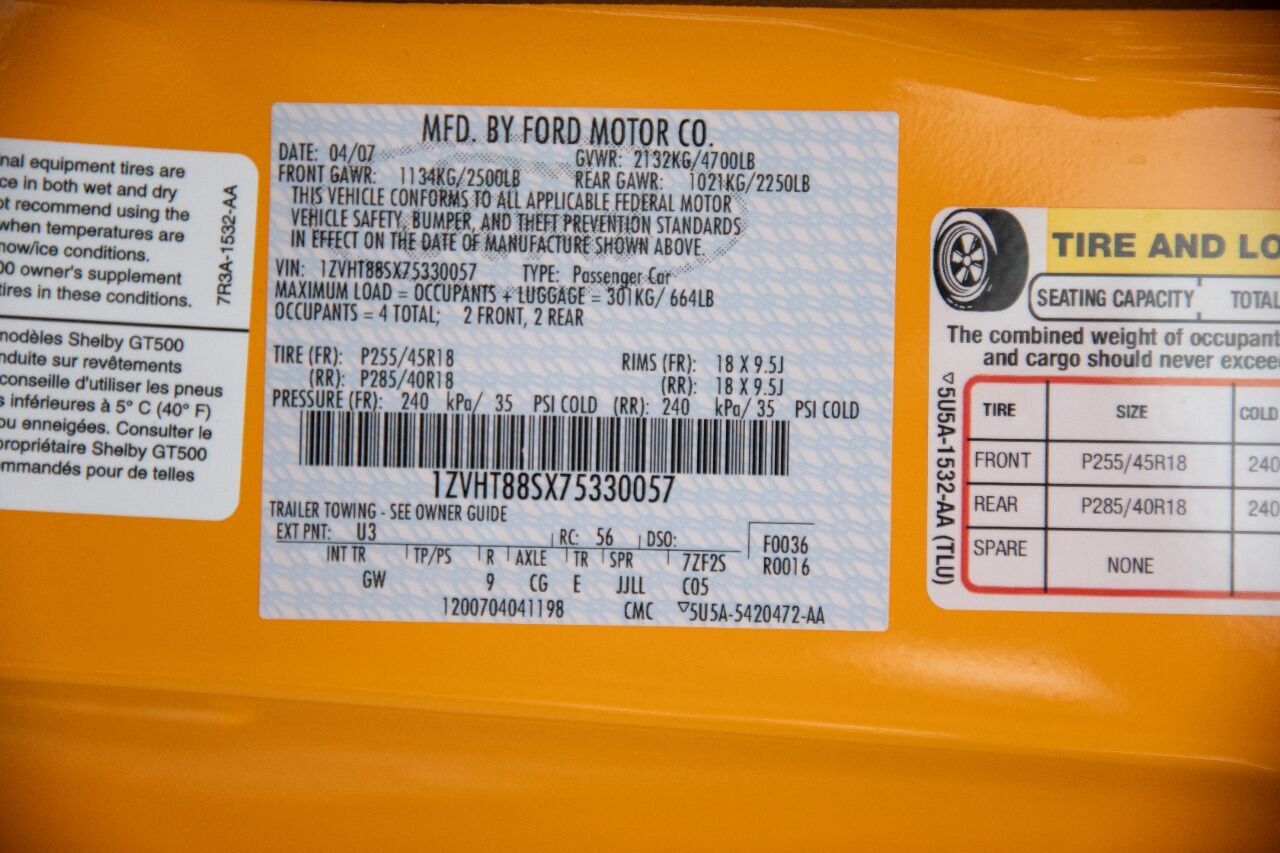 nal equipment tires are
ce in both wet and dry
ot recommend using the
when temperatures are
now/ice conditions.
00 owner's supplement
tires in these conditions.
7R3A-1532-AA
modèles Shelby GT500
nduite sur revêtements
conseille d'utiliser les pneus
s inférieures à 5° C (40° F)
ou enneigées. Consulter le
propriétaire Shelby GT500
mmandés pour de telles
MFD. BY FORD MOTOR CO.
DATE: 04/07 GVWR: 2132KG/4700LB
FRONT GAWR: 1134KG/2500LB REAR GAWR: 1021KG/2250LB
THIS VEHICLE CONFORMS TO ALL APPLICABLE FEDERAL MOTOR
VEHICLE SAFETY, BUMPER, AND THEFT PREVENTION STANDARDS
IN EFFECT ON THE DATE OF MANUFACTURE SHOWN ABOVE.
VIN: 1ZVHT88SX75330057 TYPE: Passenger Car
MAXIMUM LOAD = OCCUPANTS + LUGGAGE = 301KG/ 664LB
OCCUPANTS = 4 TOTAL; 2 FRONT, 2 REAR
TIRE (FR): P255/45R18 RIMS (FR): 18 X 9.5J
(RR): P285/40R18 (RR): 18 X 9.5J
PRESSURE (FR): 240 kPa/ 35 PSI COLD (RR): 240 kPa/ 35 PSI COLD
1ZVHT88SX75330057
TRAILER TOWING - SEE OWNER GUIDE
EXT PNT: U3 RC: 56 DSO: F0036
INT TR TP/PS R AXLE TR SPR 7ZF2S R0016
GW 9 CG E JJLL C05
1200704041198 CMC ▽5U5A-5420472-AA
TIRE AND LO
SEATING CAPACITY TOTAL
The combined weight of occupant
and cargo should never excee
▽5U5A-1532-AA (TLU)
TIRE SIZE COLD
FRONT P255/45R18 240
REAR P285/40R18 240
SPARE NONE